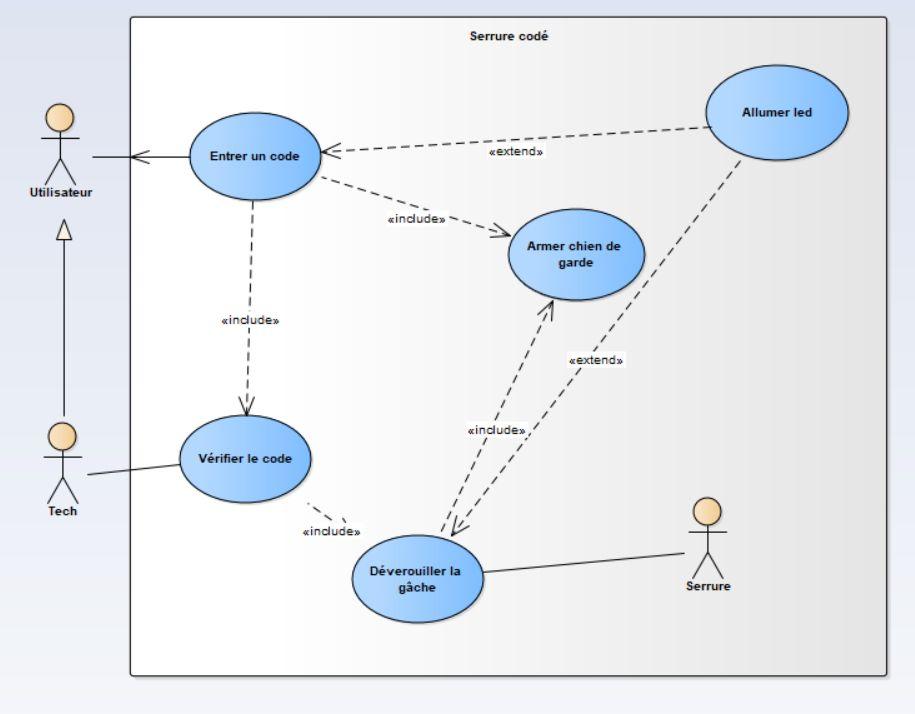 Serrure codé
Allumer led
Entrer un code
«extend»
Utilisateur
«include»
Armer chien de
garde
«include»
«extend»
«include»
Vérifier le code
Tech
«include»
Déverouiller la
gâche
Serrure